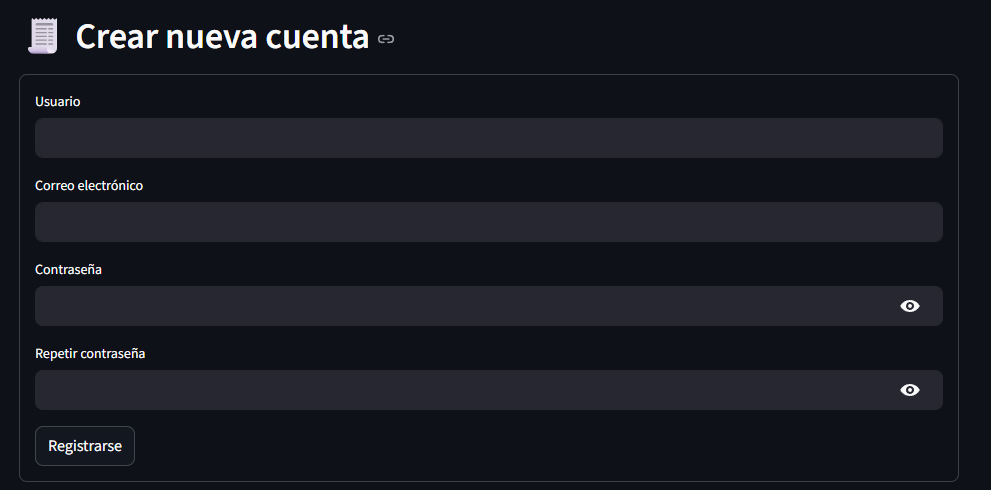 Crear nueva cuenta
Usuario
Correo electrónico
Contraseña
Repetir contraseña
Registrarse